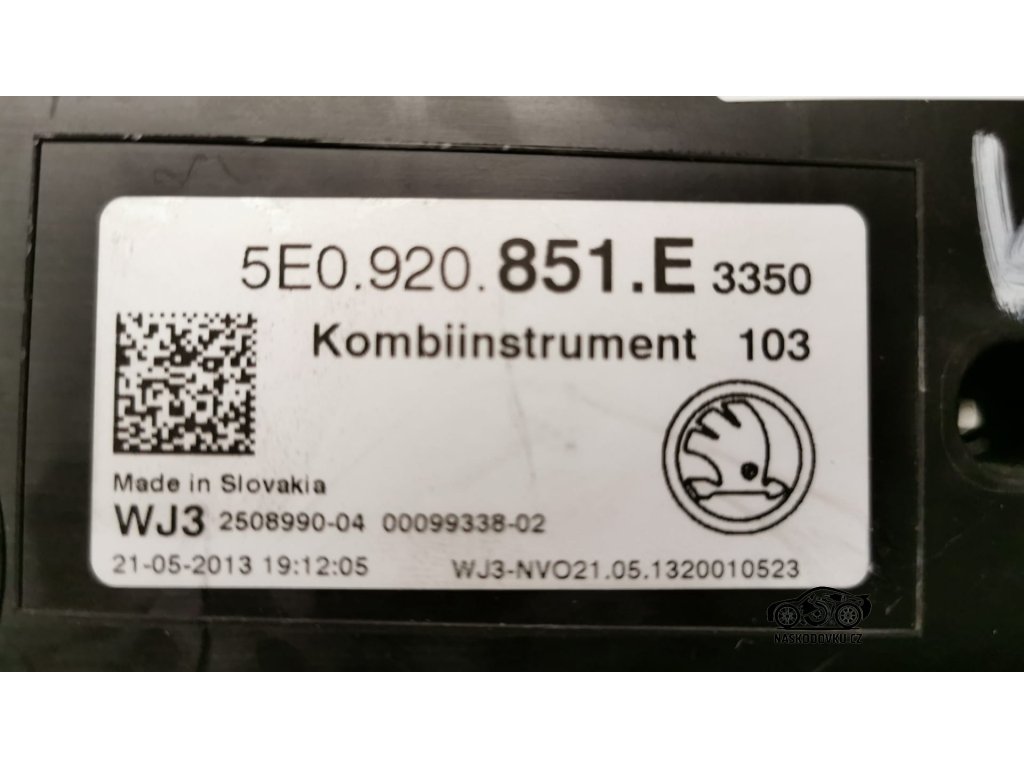 5E0.920.851.E 3350
Kombiinstrument 103
Made in Slovakia
WJ3 2508990-04 00099338-02
21-05-2013 19:12:05 WJ3-NVO21.05.1320010523
NASKODOVKU.CZ